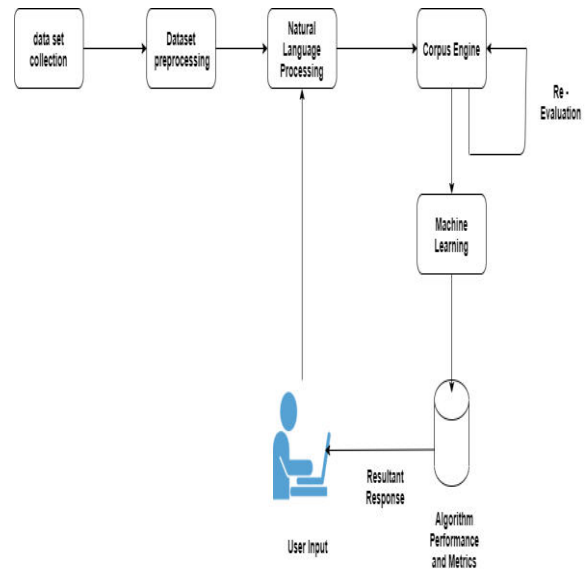 data set
collection
Dataset
preprocessing
Natural
Language
Processing
Corpus Engine
Re -
Evaluation
Machine
Learning
Resultant
Response
User Input
Algorithm
Performance
and Metrics